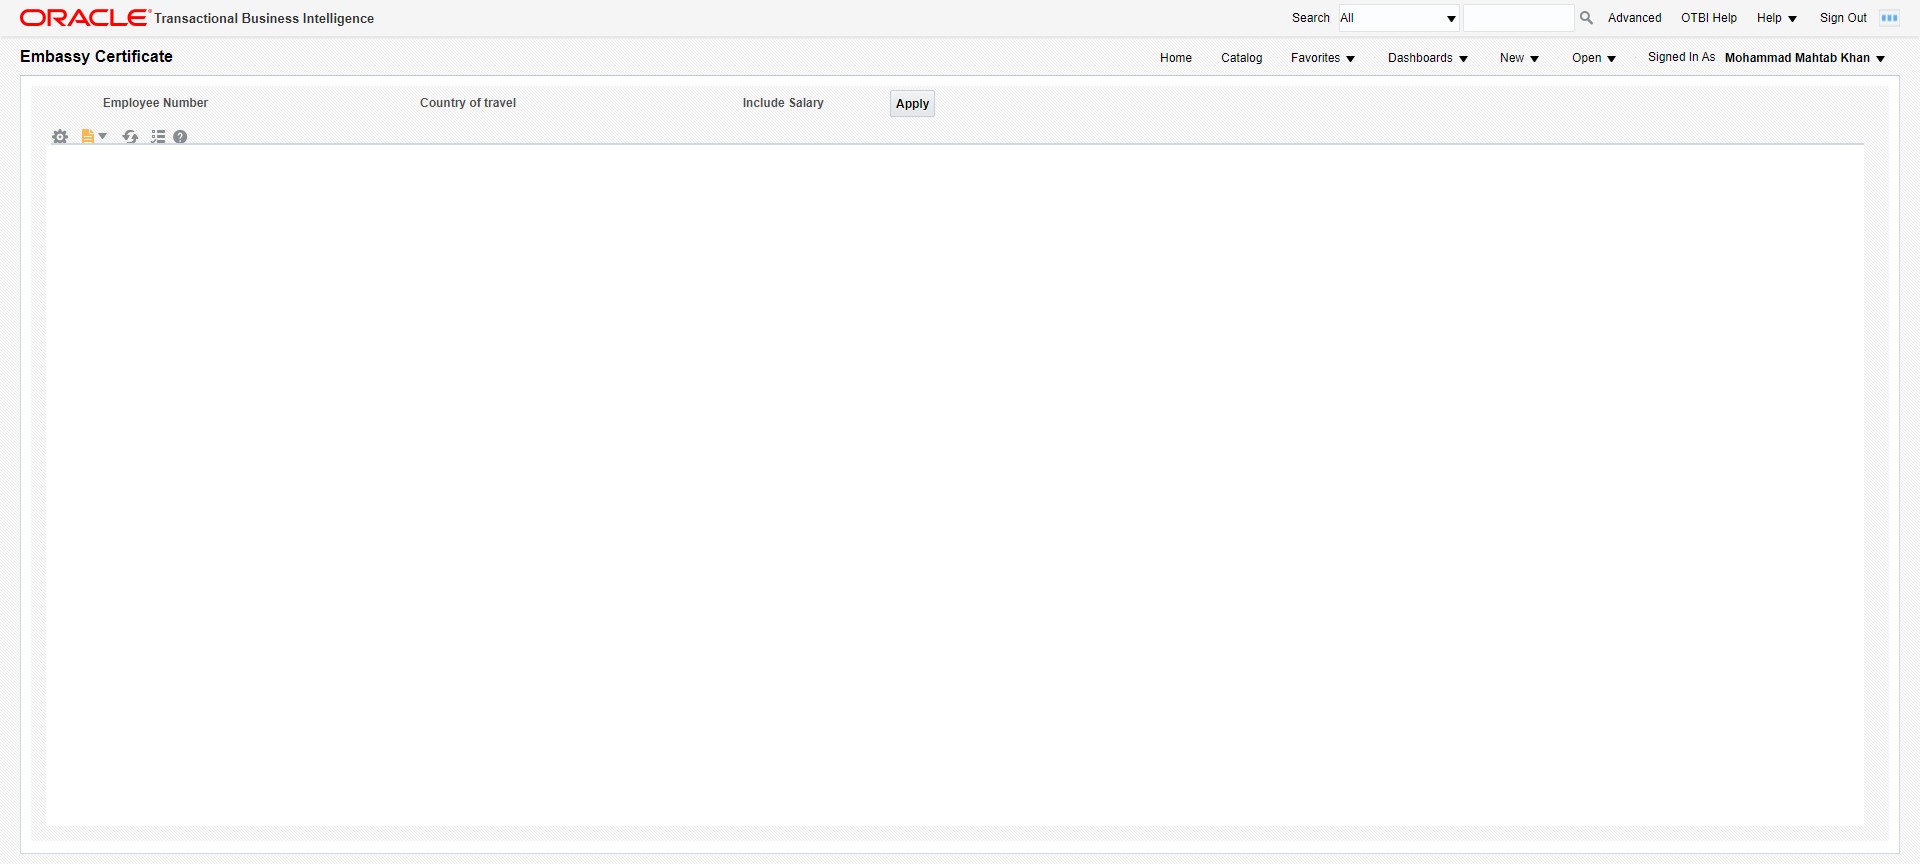 ORACLE Transactional Business Intelligence Search All Advanced OTBI Help Help Sign Out
Embassy Certificate Home Catalog Favorites Dashboards New Open Signed In As Mohammad Mahtab Khan
Employee Number Country of travel Include Salary Apply